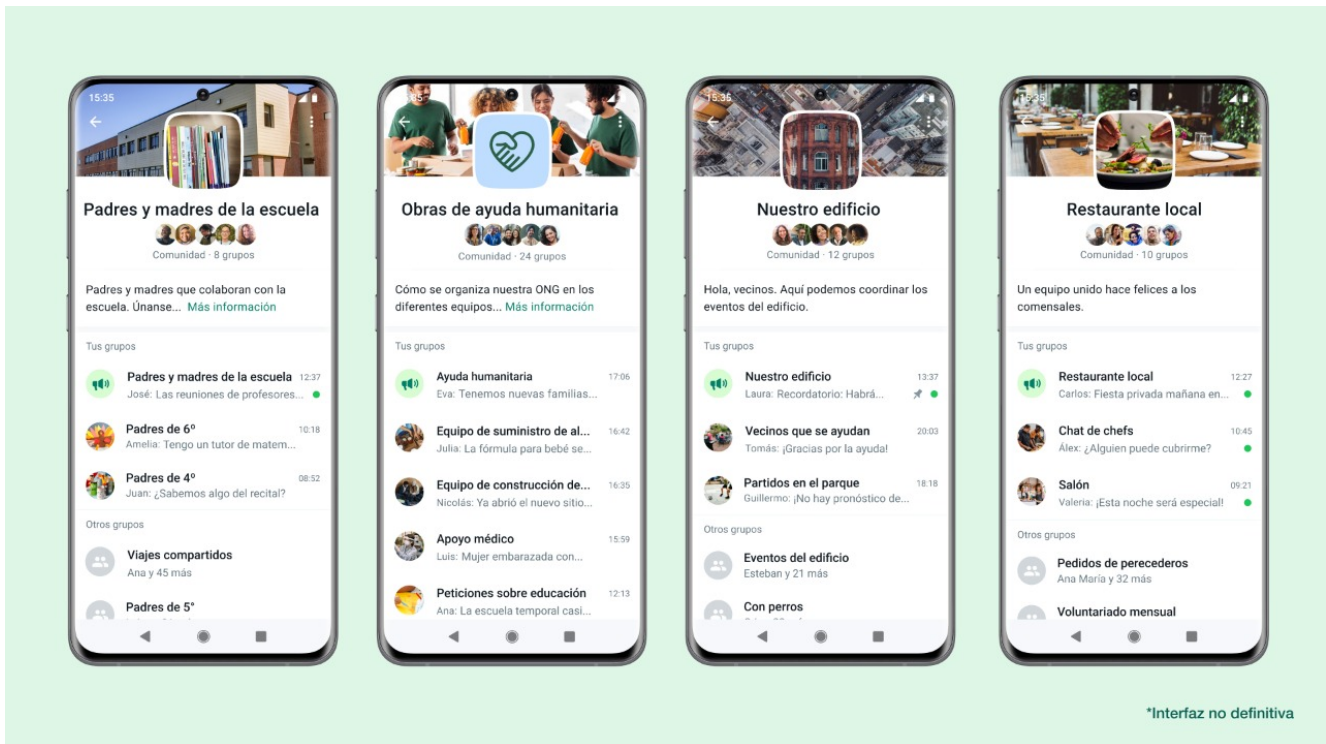 15:35
Padres y madres de la escuela
Comunidad · 8 grupos
Padres y madres que colaboran con la
escuela. Únanse... Más información
Tus grupos
Padres y madres de la escuela 12:37
José: Las reuniones de profesores...
Padres de 6º 10:18
Amelia: Tengo un tutor de matem...
Padres de 4º 08:52
Juan: ¿Sabemos algo del recital?
Otros grupos
Viajes compartidos
Ana y 45 más
Padres de 5°
Obras de ayuda humanitaria
Comunidad · 24 grupos
Cómo se organiza nuestra ONG en los
diferentes equipos... Más información
Tus grupos
Ayuda humanitaria 17:06
Eva: Tenemos nuevas familias...
Equipo de suministro de al... 16:42
Julia: La fórmula para bebé se...
Equipo de construcción de... 16:35
Nicolás: Ya abrió el nuevo sitio...
Apoyo médico 15:59
Luis: Mujer embarazada con...
Peticiones sobre educación 12:13
Ana: La escuela temporal casi...
15:35
Nuestro edificio
Comunidad · 12 grupos
Hola, vecinos. Aquí podemos coordinar los
eventos del edificio.
Tus grupos
Nuestro edificio 13:37
Laura: Recordatorio: Habrá...
Vecinos que se ayudan 20:03
Tomás: ¡Gracias por la ayuda!
Partidos en el parque 18:18
Guillermo: ¡No hay pronóstico de...
Otros grupos
Eventos del edificio
Esteban y 21 más
Con perros
15:35
Restaurante local
Comunidad · 10 grupos
Un equipo unido hace felices a los
comensales.
Tus grupos
Restaurante local 12:27
Carlos: Fiesta privada mañana en...
Chat de chefs 10:45
Álex: ¿Alguien puede cubrirme?
Salón 09:21
Valeria: ¡Esta noche será especial!
Otros grupos
Pedidos de perecederos
Ana María y 32 más
Voluntariado mensual
*Interfaz no definitiva